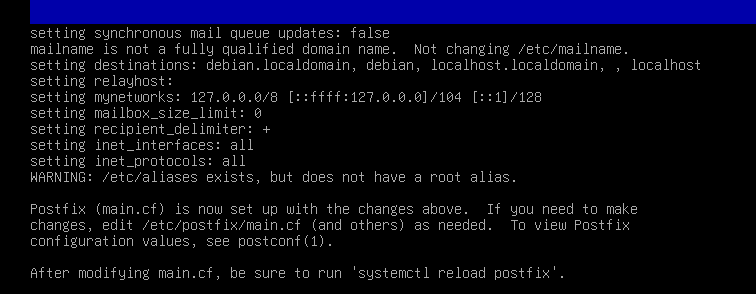 setting synchronous mail queue updates: false
mailname is not a fully qualified domain name.  Not changing /etc/mailname.
setting destinations: debian.localdomain, debian, localhost.localdomain, , localhost
setting relayhost:
setting mynetworks: 127.0.0.0/8 [::ffff:127.0.0.0]/104 [::1]/128
setting mailbox_size_limit: 0
setting recipient_delimiter: +
setting inet_interfaces: all
setting inet_protocols: all
WARNING: /etc/aliases exists, but does not have a root alias.

Postfix (main.cf) is now set up with the changes above.  If you need to make
changes, edit /etc/postfix/main.cf (and others) as needed.  To view Postfix
configuration values, see postconf(1).

After modifying main.cf, be sure to run 'systemctl reload postfix'.